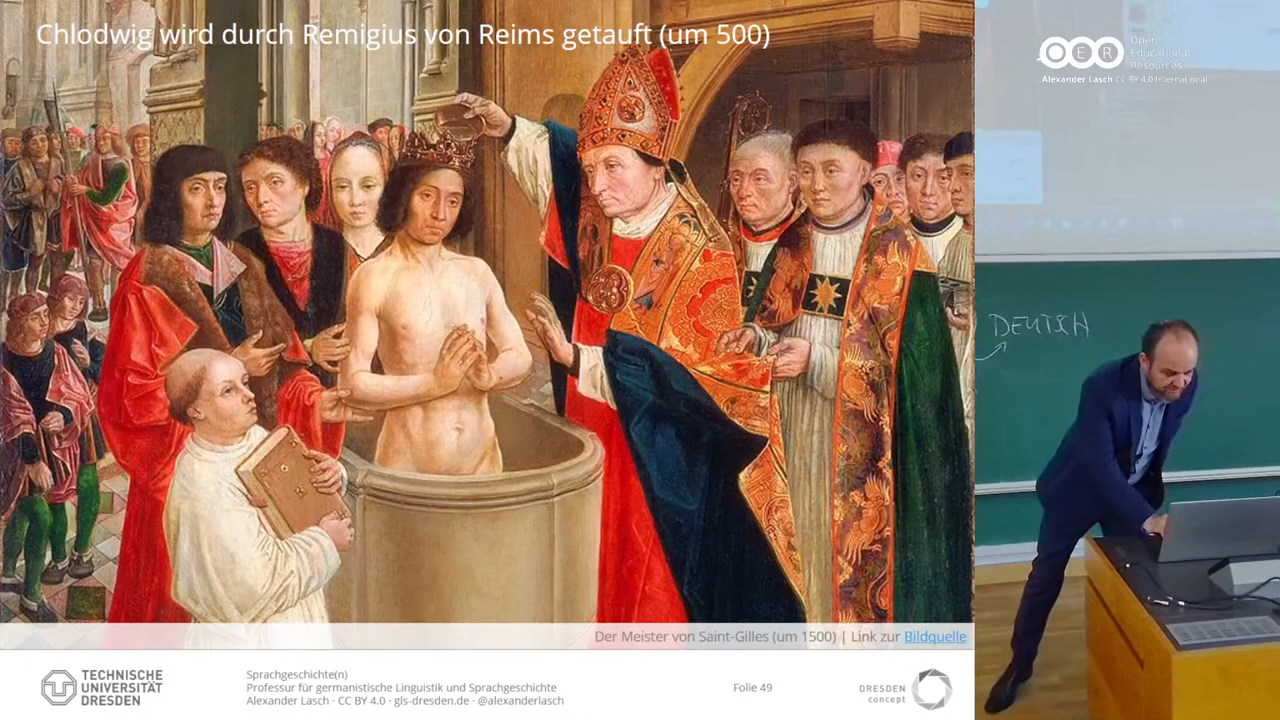 Chlodwig wird durch Remigius von Reims getauft (um 500)
Der Meister von Saint-Gilles (um 1500) | Link zur Bildquelle
TECHNISCHE
UNIVERSITÄT
DRESDEN
Sprachgeschichte(n)
Professur für germanistische Linguistik und Sprachgeschichte
Alexander Lasch · CC BY 4.0 · gls-dresden.de · @alexanderlasch
Folie 49
DRESDEN
concept
OER
Open
Educational
Resources
Alexander Lasch CC BY 4.0 International
DEUTSCH